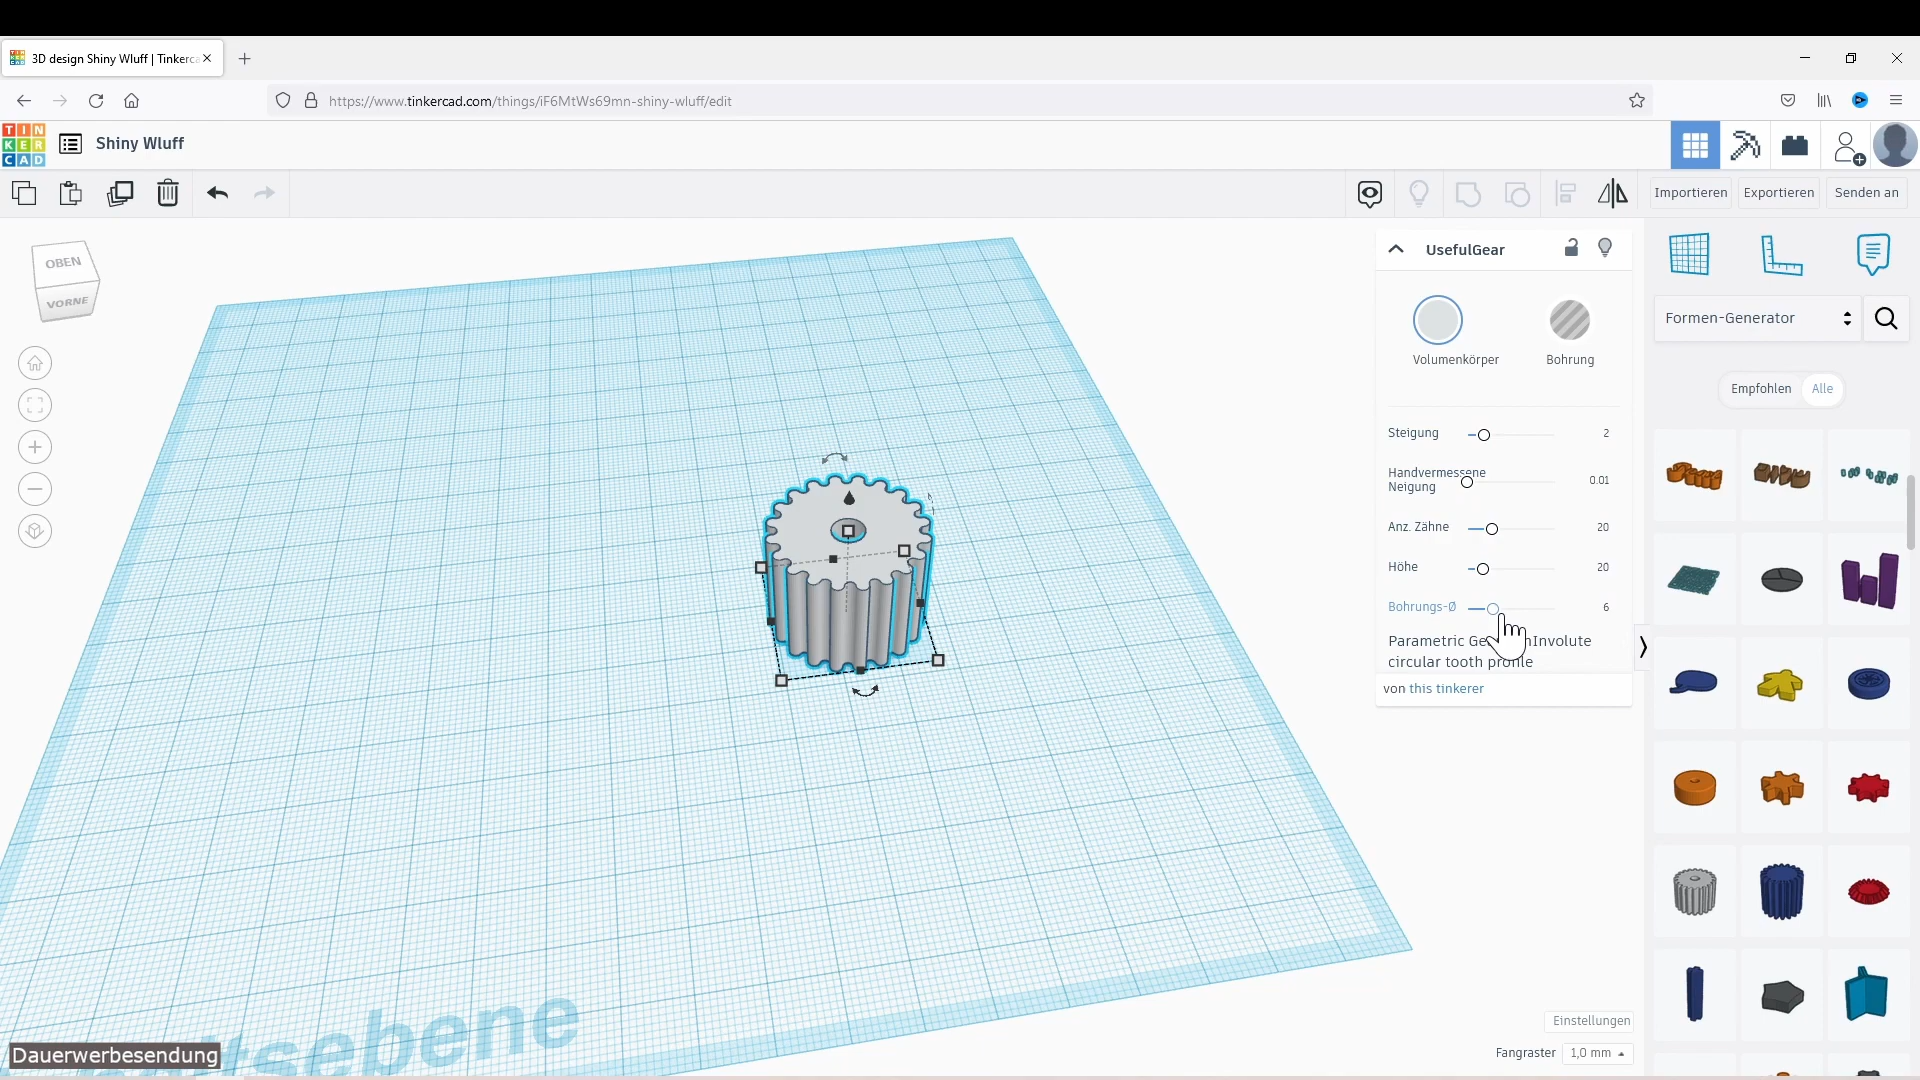 3D design Shiny Wluff | Tinkerca
https://www.tinkercad.com/things/iF6MtWs69mn-shiny-wluff/edit
TIN
KER
CAD
Shiny Wluff
Importieren
Exportieren
Senden an
OBEN
VORNE
UsefulGear
Volumenkörper
Bohrung
Steigung 2
Handvermessene
Neigung 0.01
Anz. Zähne 20
Höhe 20
Bohrungs-Ø 6
Parametric Involute
circular tooth profile
von this tinkerer
Formen-Generator
Empfohlen Alle
Einstellungen
Fangraster 1,0 mm
tsebene
Dauerwerbesendung